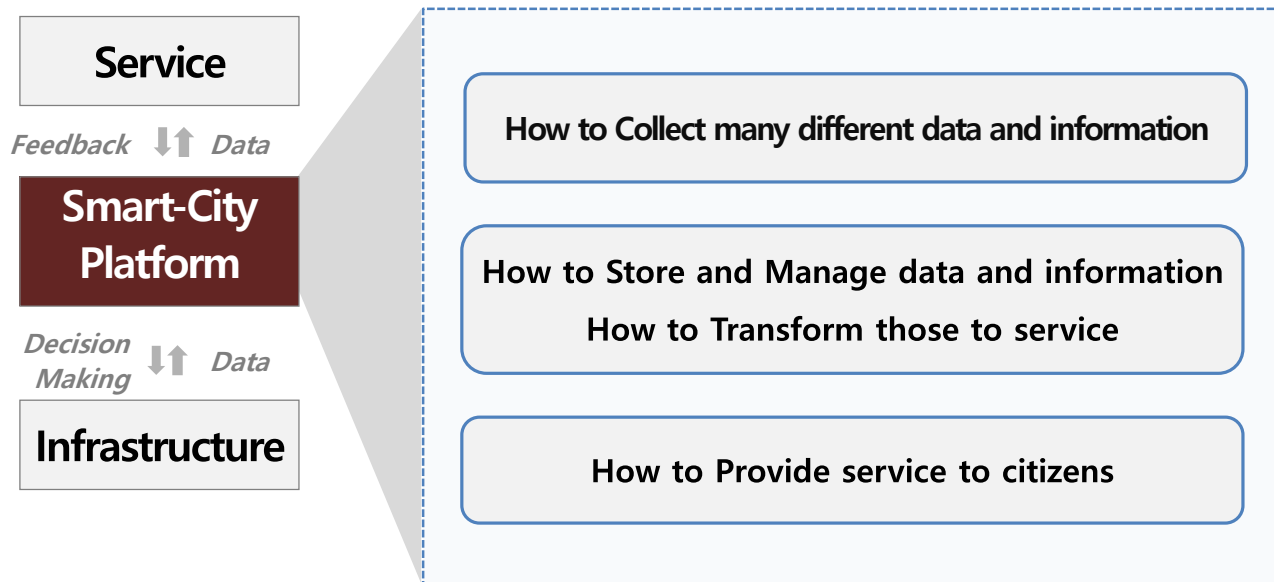 Service
Feedback
Data
Smart-City
Platform
Decision
Making
Data
Infrastructure
How to Collect many different data and information
How to Store and Manage data and information
How to Transform those to service
How to Provide service to citizens